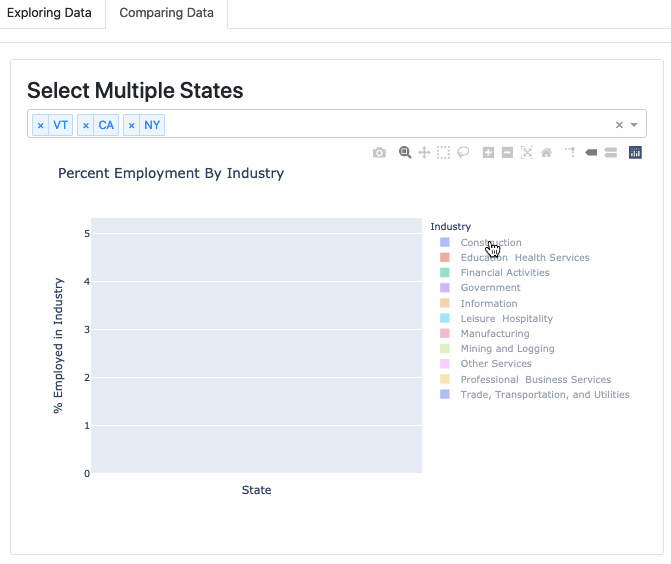 Exploring Data
Comparing Data
Select Multiple States
× VT × CA × NY ×
Percent Employment By Industry
Industry
Construction
Education  Health Services
Financial Activities
Government
Information
Leisure  Hospitality
Manufacturing
Mining and Logging
Other Services
Professional  Business Services
Trade, Transportation, and Utilities
% Employed in Industry
5
4
3
2
1
0
State